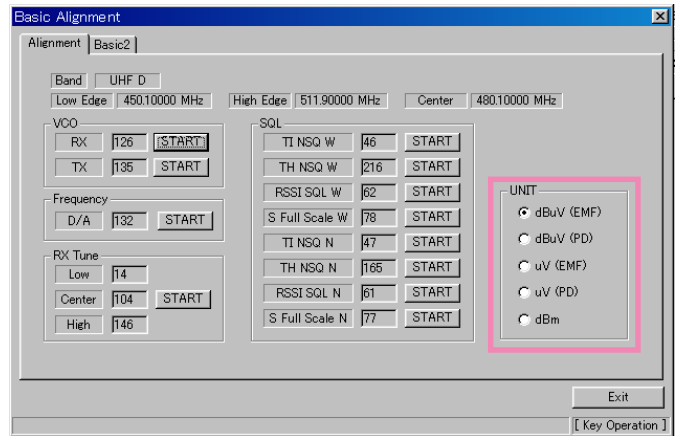 Basic Alignment
Alignment Basic2
Band UHF D
Low Edge 450.10000 MHz High Edge 511.90000 MHz Center 480.10000 MHz
VCO
RX 126 START
TX 135 START
Frequency
D/A 132 START
RX Tune
Low 14
Center 104 START
High 146
SQL
TI NSQ W 46 START
TH NSQ W 216 START
RSSI SQL W 62 START
S Full Scale W 78 START
TI NSQ N 47 START
TH NSQ N 165 START
RSSI SQL N 61 START
S Full Scale N 77 START
UNIT
dBuV (EMF)
dBuV (PD)
uV (EMF)
uV (PD)
dBm
Exit
[ Key Operation ]